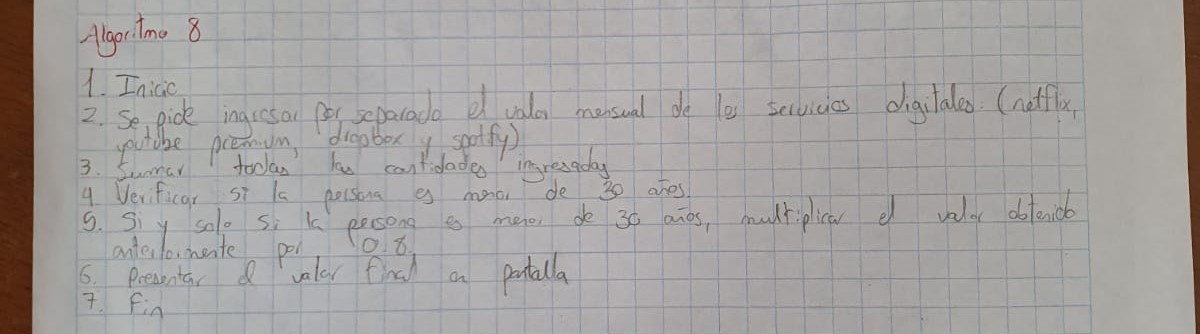 Algoritmo 8
1. Inicio
2. Se pide ingresar por separado el valor mensual de los servicios digitales. (netflix,
youtube premium, dropbox y spotify)
3. Sumar todas las cantidades ingresadas
4 Verificar si la persona es menor de 30 años.
5. Si y solo si la persona es menor de 30 años, multiplicar el valor obtenido
anteriormente por 0.8.
6. Presentar el valor final en pantalla
7. Fin